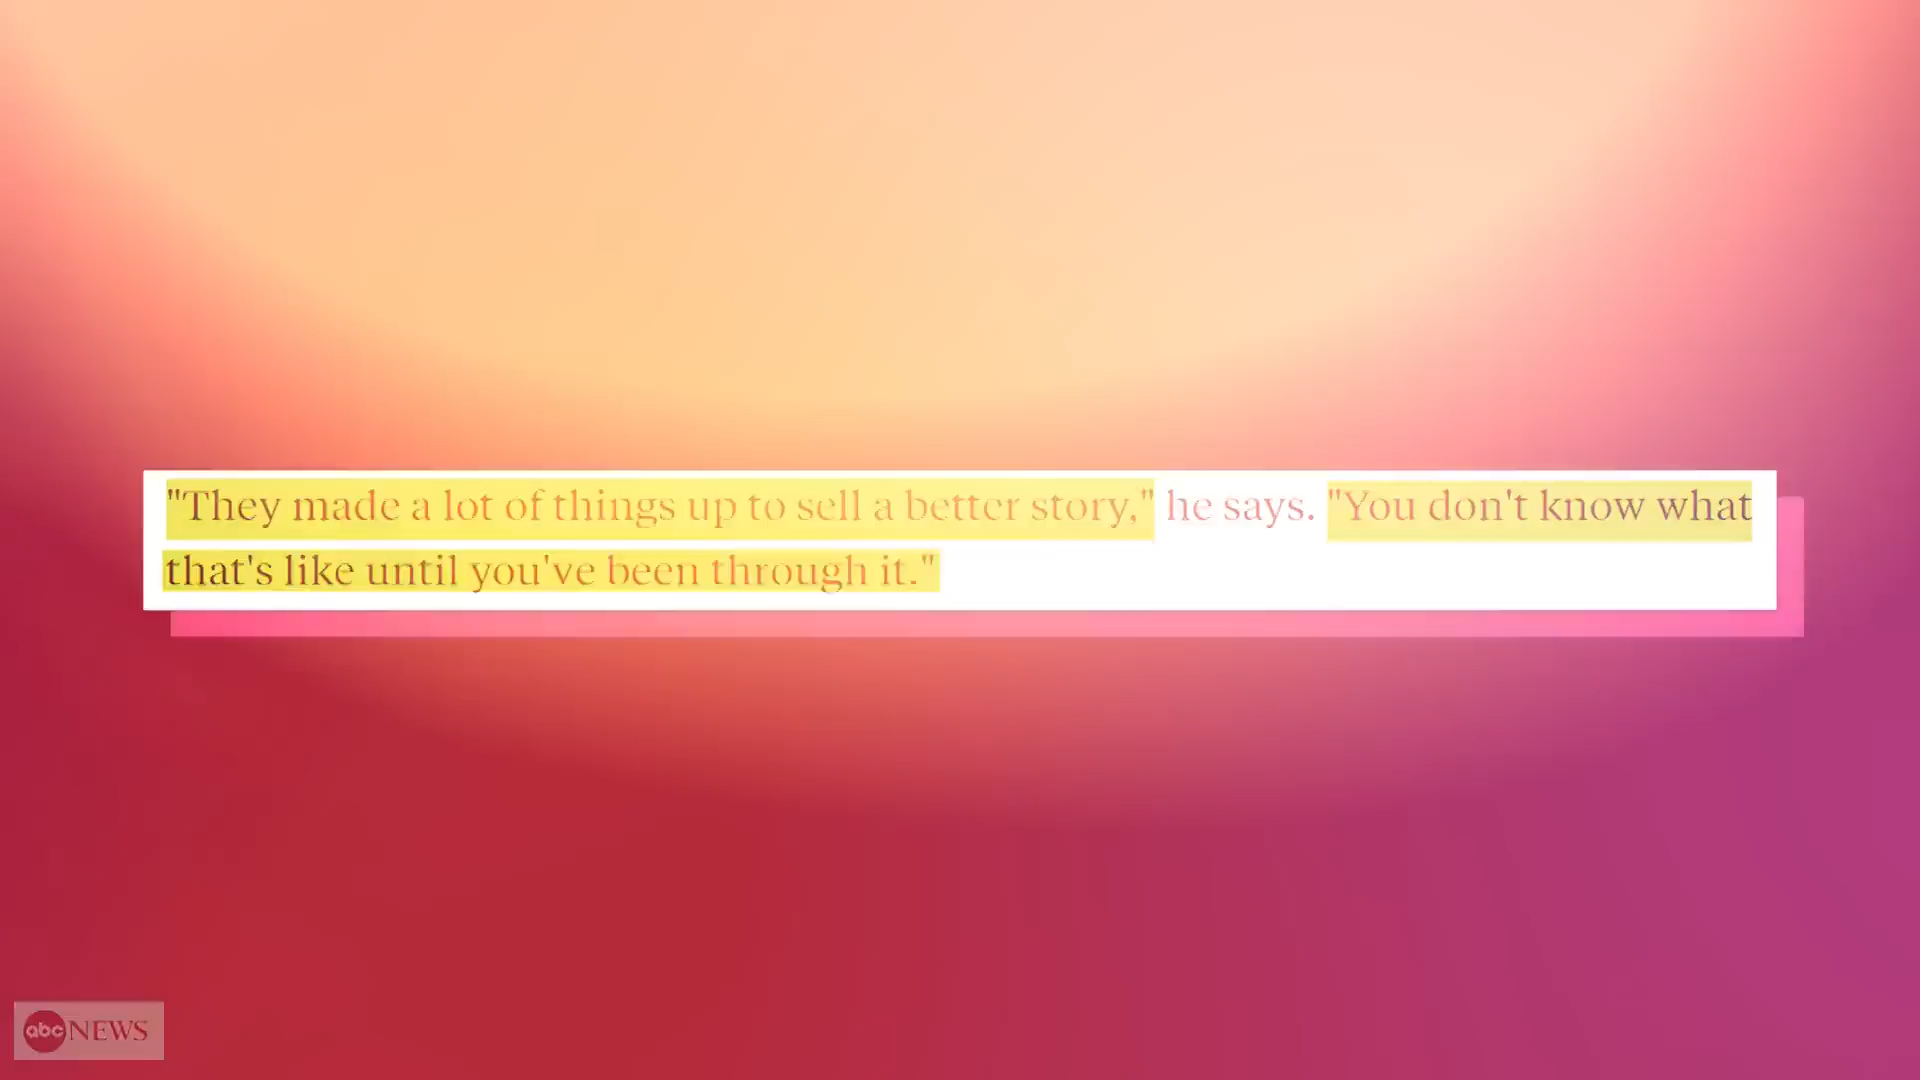 "They made a lot of things up to sell a better story," he says. "You don't know what
that's like until you've been through it."
abc NEWS